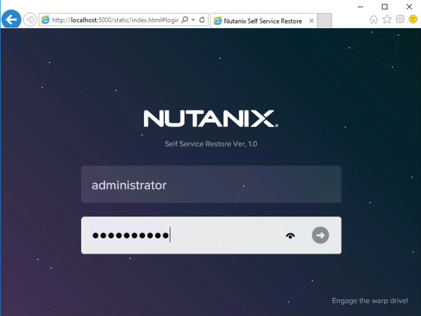 http://localhost:5000/static/index.html#login
Nutanix Self Service Restore
NUTANIX
Self Service Restore Ver, 1.0
administrator
Engage the warp drive!